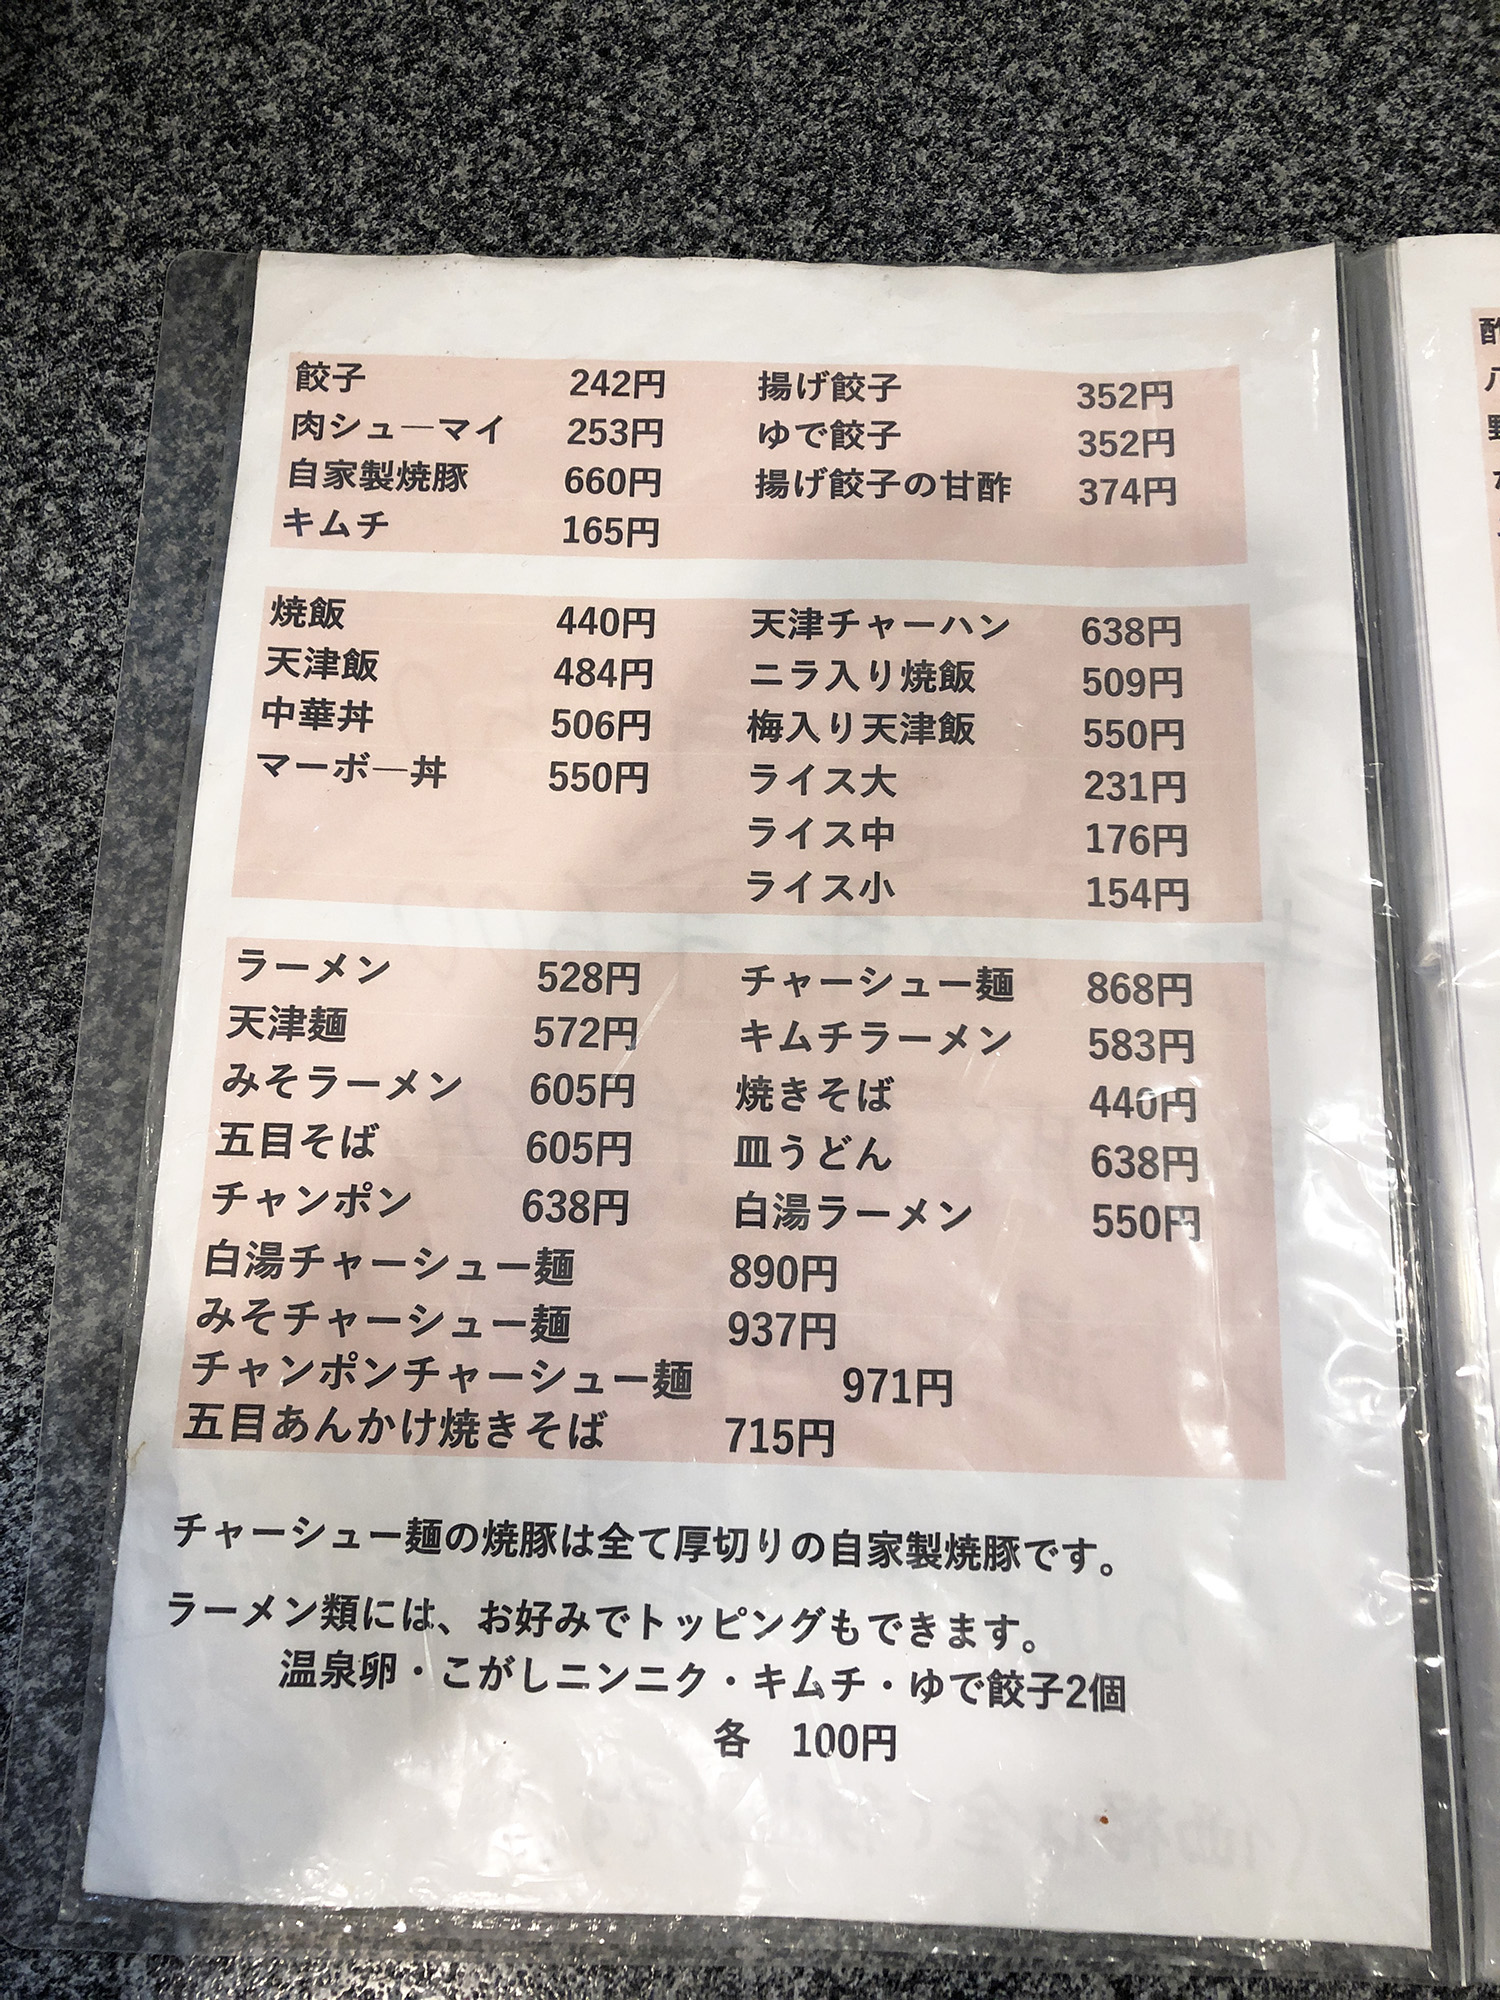 餃子 242円 揚げ餃子 352円
肉シュ―マイ 253円 ゆで餃子 352円
自家製焼豚 660円 揚げ餃子の甘酢 374円
キムチ 165円
焼飯 440円 天津チャーハン 638円
天津飯 484円 ニラ入り焼飯 509円
中華丼 506円 梅入り天津飯 550円
マーボ―丼 550円 ライス大 231円
ライス中 176円
ライス小 154円
ラーメン 528円 チャーシュー麺 868円
天津麺 572円 キムチラーメン 583円
みそラーメン 605円 焼きそば 440円
五目そば 605円 皿うどん 638円
チャンポン 638円 白湯ラーメン 550円
白湯チャーシュー麺 890円
みそチャーシュー麺 937円
チャンポンチャーシュー麺 971円
五目あんかけ焼きそば 715円
チャーシュー麺の焼豚は全て厚切りの自家製焼豚です。
ラーメン類には、お好みでトッピングもできます。
温泉卵・こがしニンニク・キムチ・ゆで餃子2個
各 100円